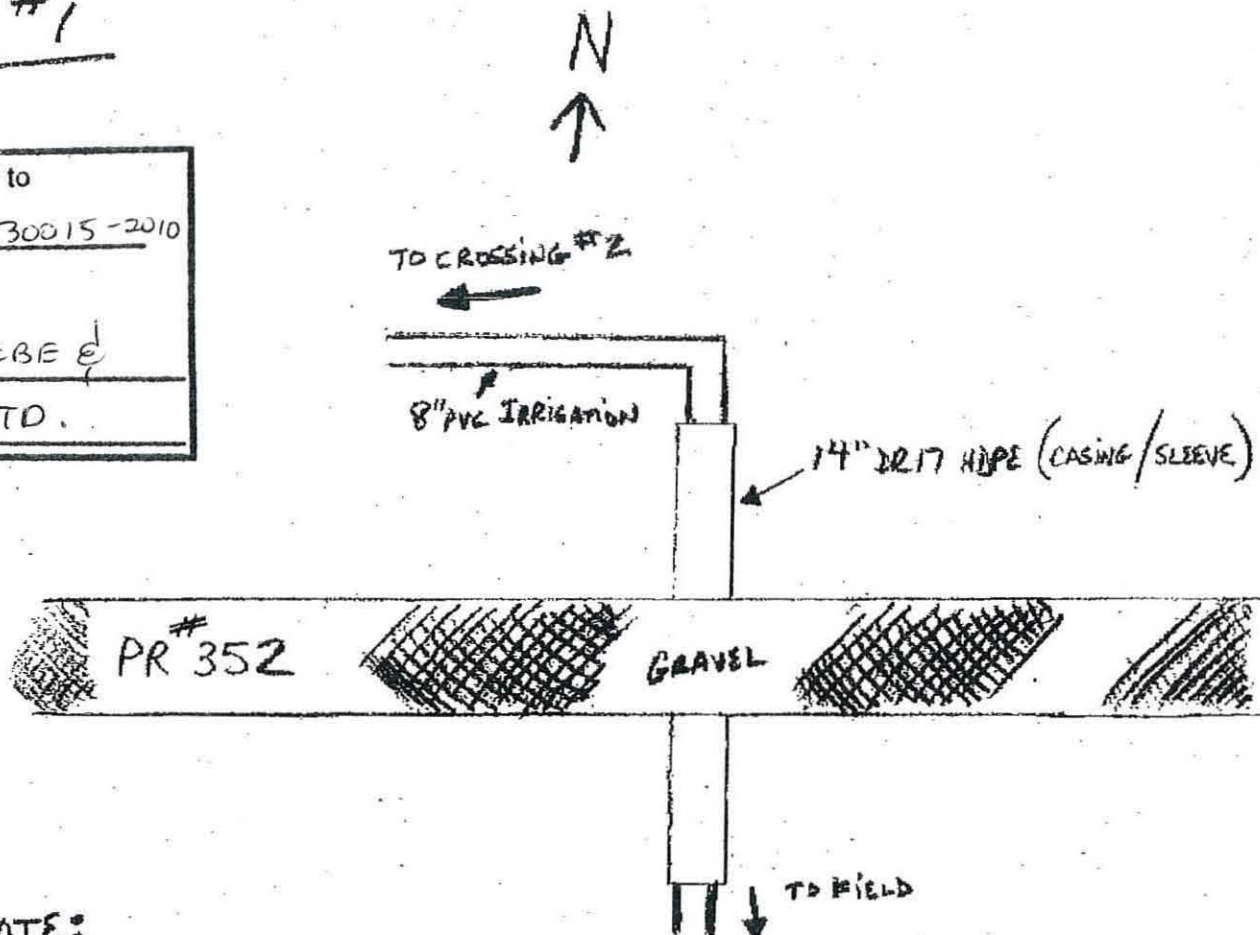 #1
N
to
30015-2010
TO CROSSING #2
BE &
TD.
8" PVC IRRIGATION
14" DR17 HDPE (CASING/SLEEVE)
PR #352
GRAVEL
TO FIELD